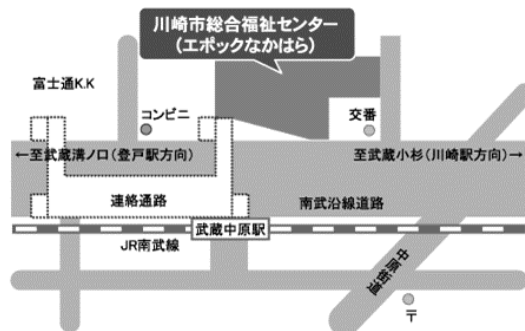 川崎市総合福祉センター
(エポックなかはら)
富士通K.K
コンビニ
交番
←至武蔵溝ノ口(登戸駅方向)
至武蔵小杉(川崎駅方向)→
連絡通路
南武沿線道路
武蔵中原駅
JR南武線
中原街道
〒